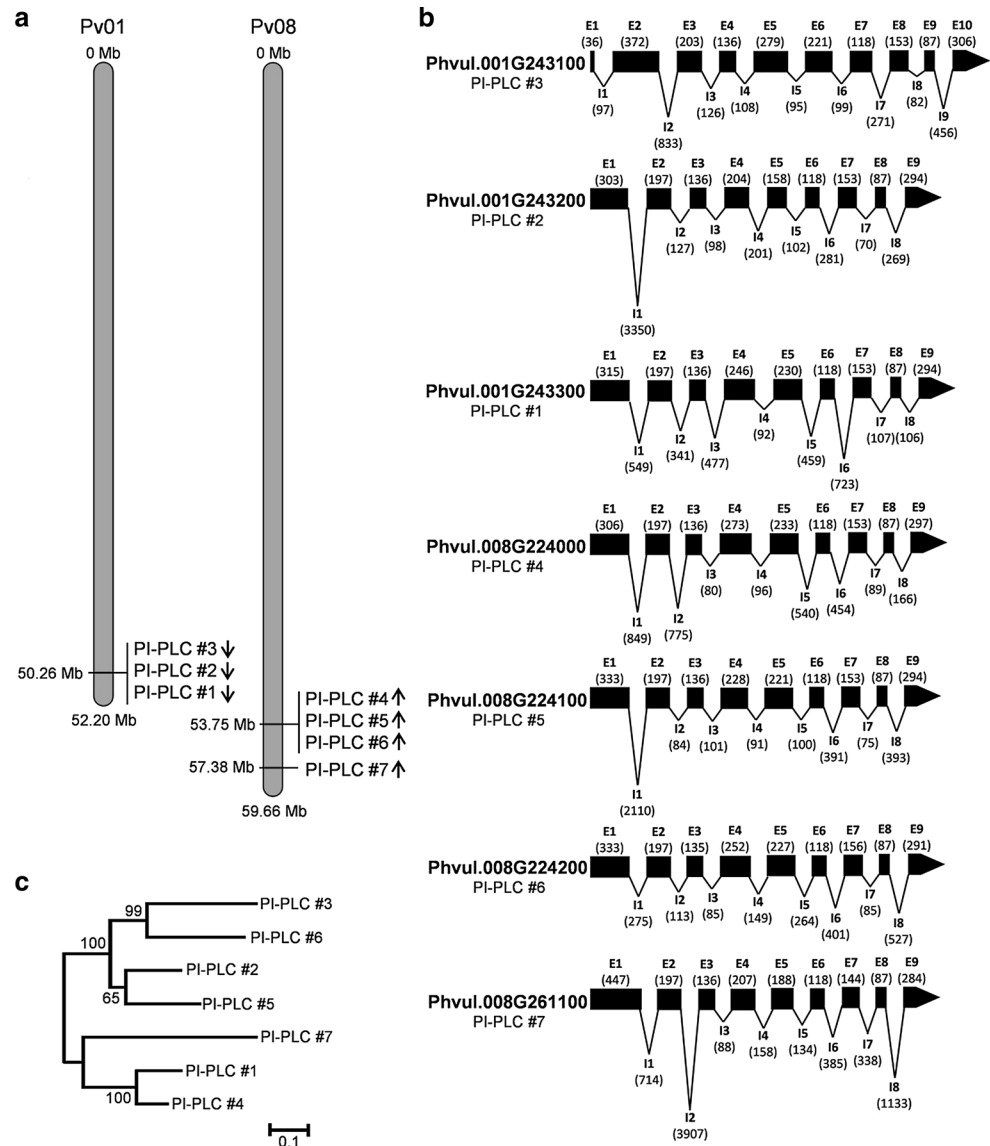 a
Pv01 Pv08
0 Mb 0 Mb
50.26 Mb
PI-PLC #3 ↓
PI-PLC #2 ↓
PI-PLC #1 ↓
52.20 Mb
53.75 Mb
PI-PLC #4 ↑
PI-PLC #5 ↑
PI-PLC #6 ↑
57.38 Mb
PI-PLC #7 ↑
59.66 Mb
b
E1 E2 E3 E4 E5 E6 E7 E8 E9 E10
(36) (372) (203) (136) (279) (221) (118) (153) (87) (306)
Phvul.001G243100
PI-PLC #3
I1 I2 I3 I4 I5 I6 I7 I8 I9
(97) (833) (126) (108) (95) (99) (271) (82) (456)
E1 E2 E3 E4 E5 E6 E7 E8 E9
(303) (197) (136) (204) (158) (118) (153) (87) (294)
Phvul.001G243200
PI-PLC #2
I1 I2 I3 I4 I5 I6 I7 I8
(3350) (127) (98) (201) (102) (281) (70) (269)
E1 E2 E3 E4 E5 E6 E7 E8 E9
(315) (197) (136) (246) (230) (118) (153) (87) (294)
Phvul.001G243300
PI-PLC #1
I1 I2 I3 I4 I5 I6 I7 I8
(549) (341) (477) (92) (459) (723) (107) (106)
E1 E2 E3 E4 E5 E6 E7 E8 E9
(306) (197) (136) (273) (233) (118) (153) (87) (297)
Phvul.008G224000
PI-PLC #4
I1 I2 I3 I4 I5 I6 I7 I8
(849) (775) (80) (96) (540) (454) (89) (166)
E1 E2 E3 E4 E5 E6 E7 E8 E9
(333) (197) (136) (228) (221) (118) (153) (87) (294)
Phvul.008G224100
PI-PLC #5
I1 I2 I3 I4 I5 I6 I7 I8
(2110) (84) (101) (91) (100) (391) (75) (393)
E1 E2 E3 E4 E5 E6 E7 E8 E9
(333) (197) (135) (252) (227) (118) (156) (87) (291)
Phvul.008G224200
PI-PLC #6
I1 I2 I3 I4 I5 I6 I7 I8
(275) (113) (85) (149) (264) (401) (85) (527)
E1 E2 E3 E4 E5 E6 E7 E8 E9
(447) (197) (136) (207) (188) (118) (144) (87) (284)
Phvul.008G261100
PI-PLC #7
I1 I2 I3 I4 I5 I6 I7 I8
(714) (3907) (88) (158) (134) (385) (338) (1133)
c
99
PI-PLC #3
PI-PLC #6
100
PI-PLC #2
65
PI-PLC #5
PI-PLC #7
PI-PLC #1
100
PI-PLC #4
0.1